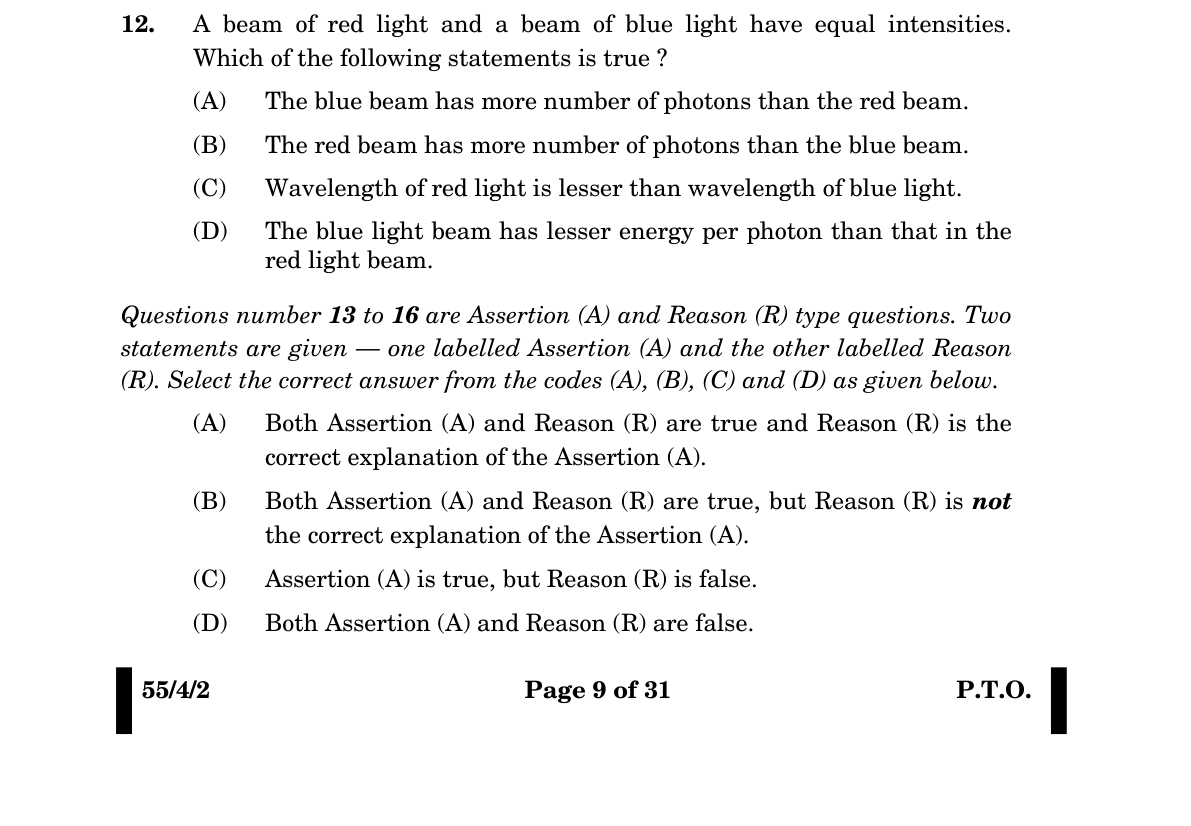 12. A beam of red light and a beam of blue light have equal intensities.
Which of the following statements is true ?
(A) The blue beam has more number of photons than the red beam.
(B) The red beam has more number of photons than the blue beam.
(C) Wavelength of red light is lesser than wavelength of blue light.
(D) The blue light beam has lesser energy per photon than that in the
red light beam.
Questions number 13 to 16 are Assertion (A) and Reason (R) type questions. Two
statements are given — one labelled Assertion (A) and the other labelled Reason
(R). Select the correct answer from the codes (A), (B), (C) and (D) as given below.
(A) Both Assertion (A) and Reason (R) are true and Reason (R) is the
correct explanation of the Assertion (A).
(B) Both Assertion (A) and Reason (R) are true, but Reason (R) is not
the correct explanation of the Assertion (A).
(C) Assertion (A) is true, but Reason (R) is false.
(D) Both Assertion (A) and Reason (R) are false.
55/4/2 Page 9 of 31 P.T.O.